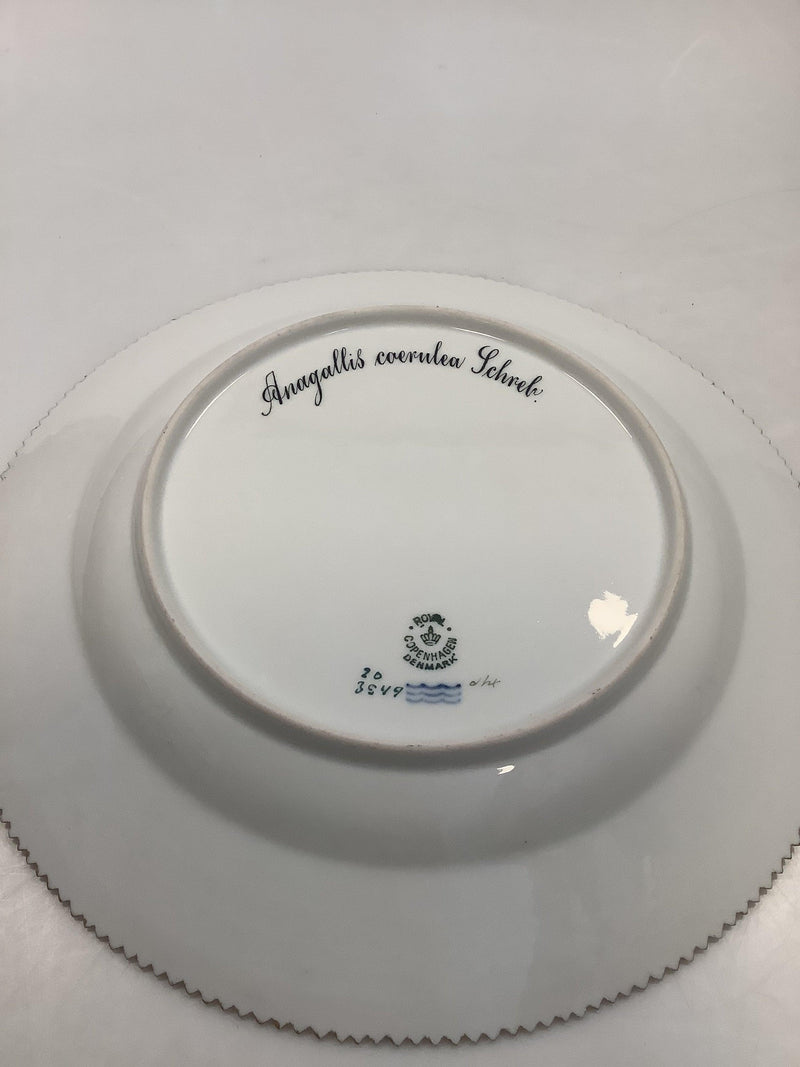 Anagallis coerulea Schreb.
ROYAL
COPENHAGEN
DENMARK
20
3549